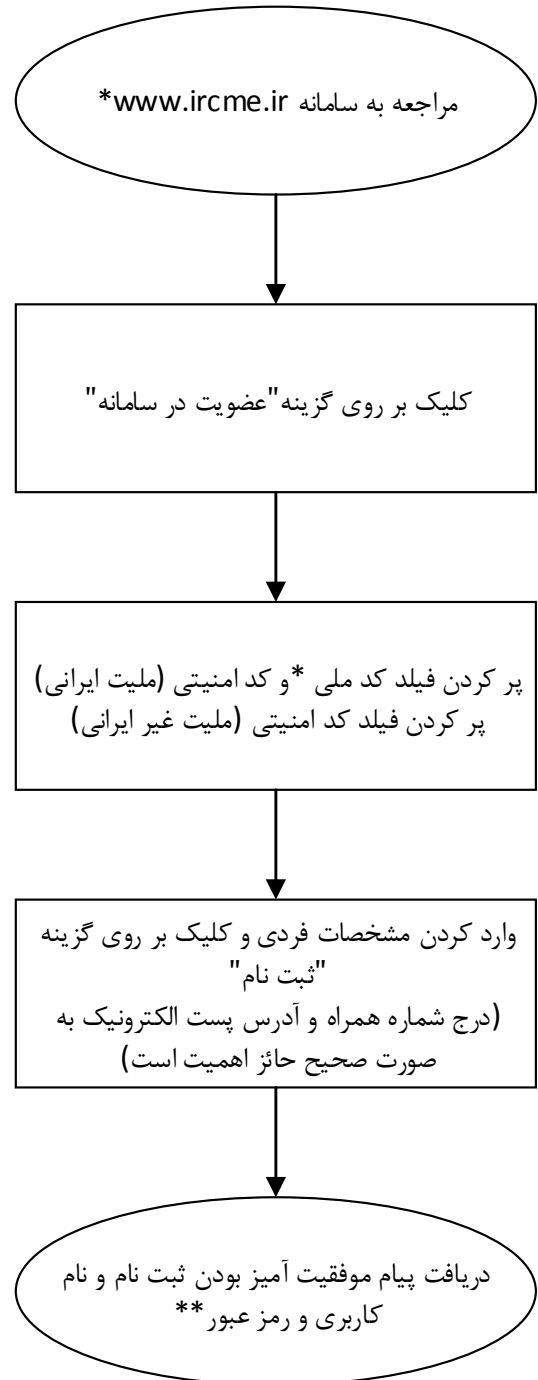 مراجعه به سامانه www.ircme.ir*
کلیک بر روی گزینه"عضویت در سامانه"
پر کردن فیلد کد ملی *و کد امنیتی (ملیت ایرانی)
پر کردن فیلد کد امنیتی (ملیت غیر ایرانی)
وارد کردن مشخصات فردی و کلیک بر روی گزینه
"ثبت نام"
(درج شماره همراه و آدرس پست الکترونیک به
صورت صحیح حائز اهمیت است)
دریافت پیام موفقیت آمیز بودن ثبت نام و نام
کاربری و رمز عبور**